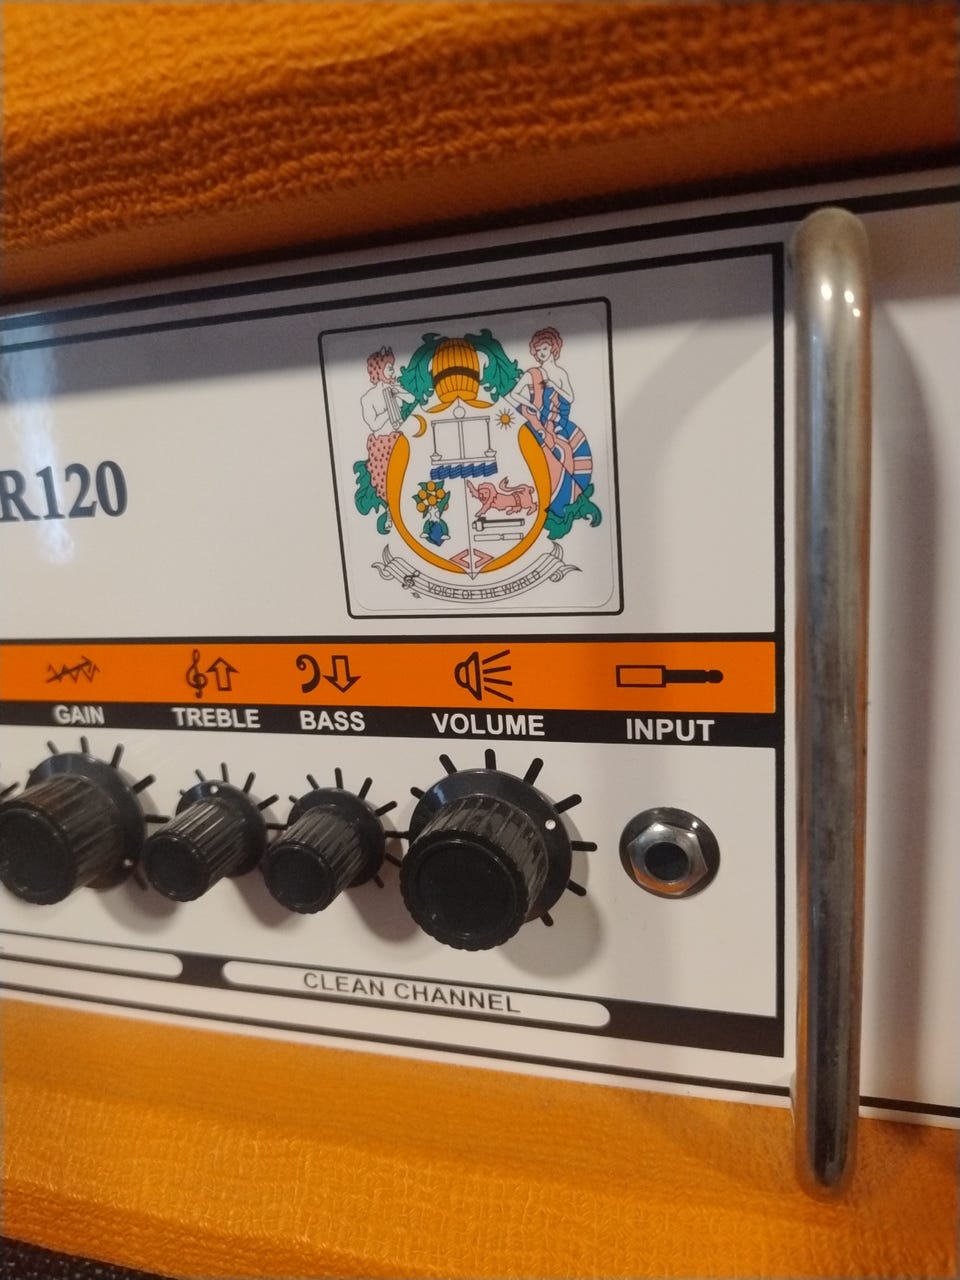 R120
VOICE OF THE WORLD
GAIN TREBLE BASS VOLUME INPUT
CLEAN CHANNEL